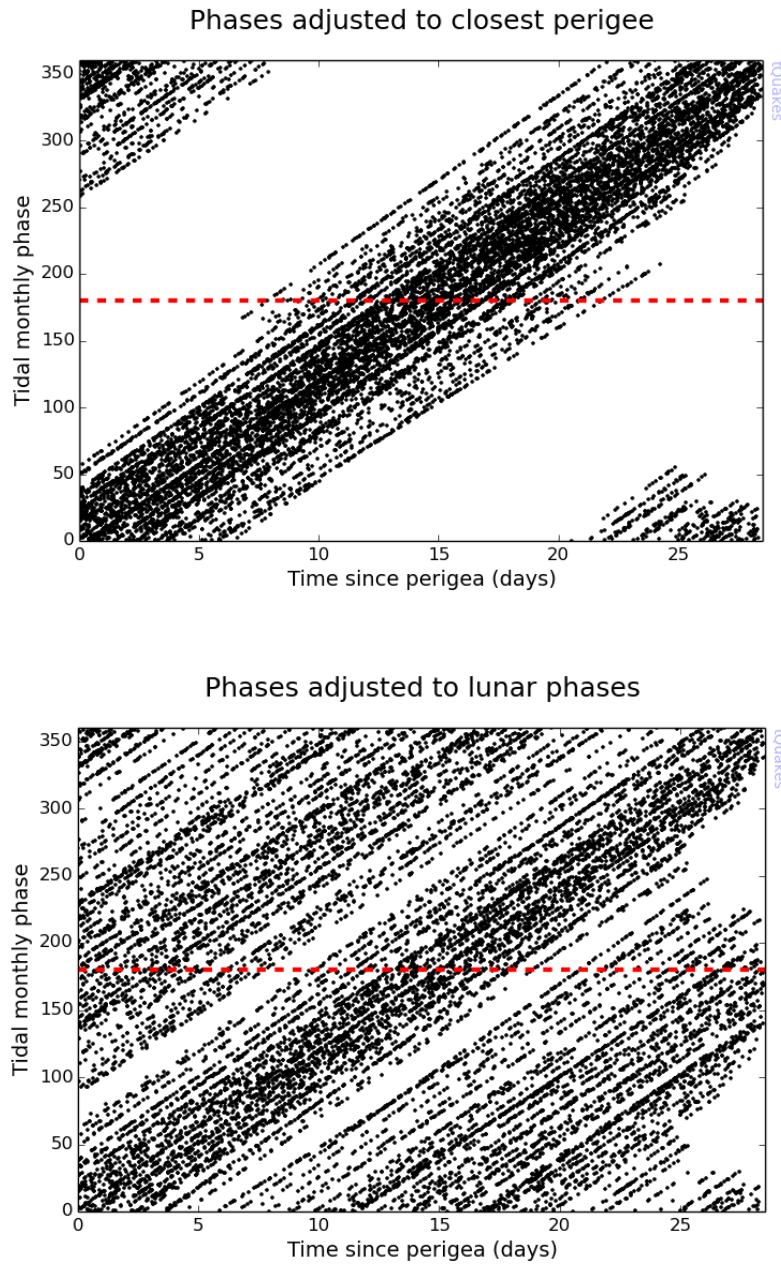 Phases adjusted to closest perigee
350
300
250
200
150
100
50
0
Tidal monthly phase
0 5 10 15 20 25
Time since perigea (days)
tQuakes
Phases adjusted to lunar phases
350
300
250
200
150
100
50
0
Tidal monthly phase
0 5 10 15 20 25
Time since perigea (days)
tQuakes